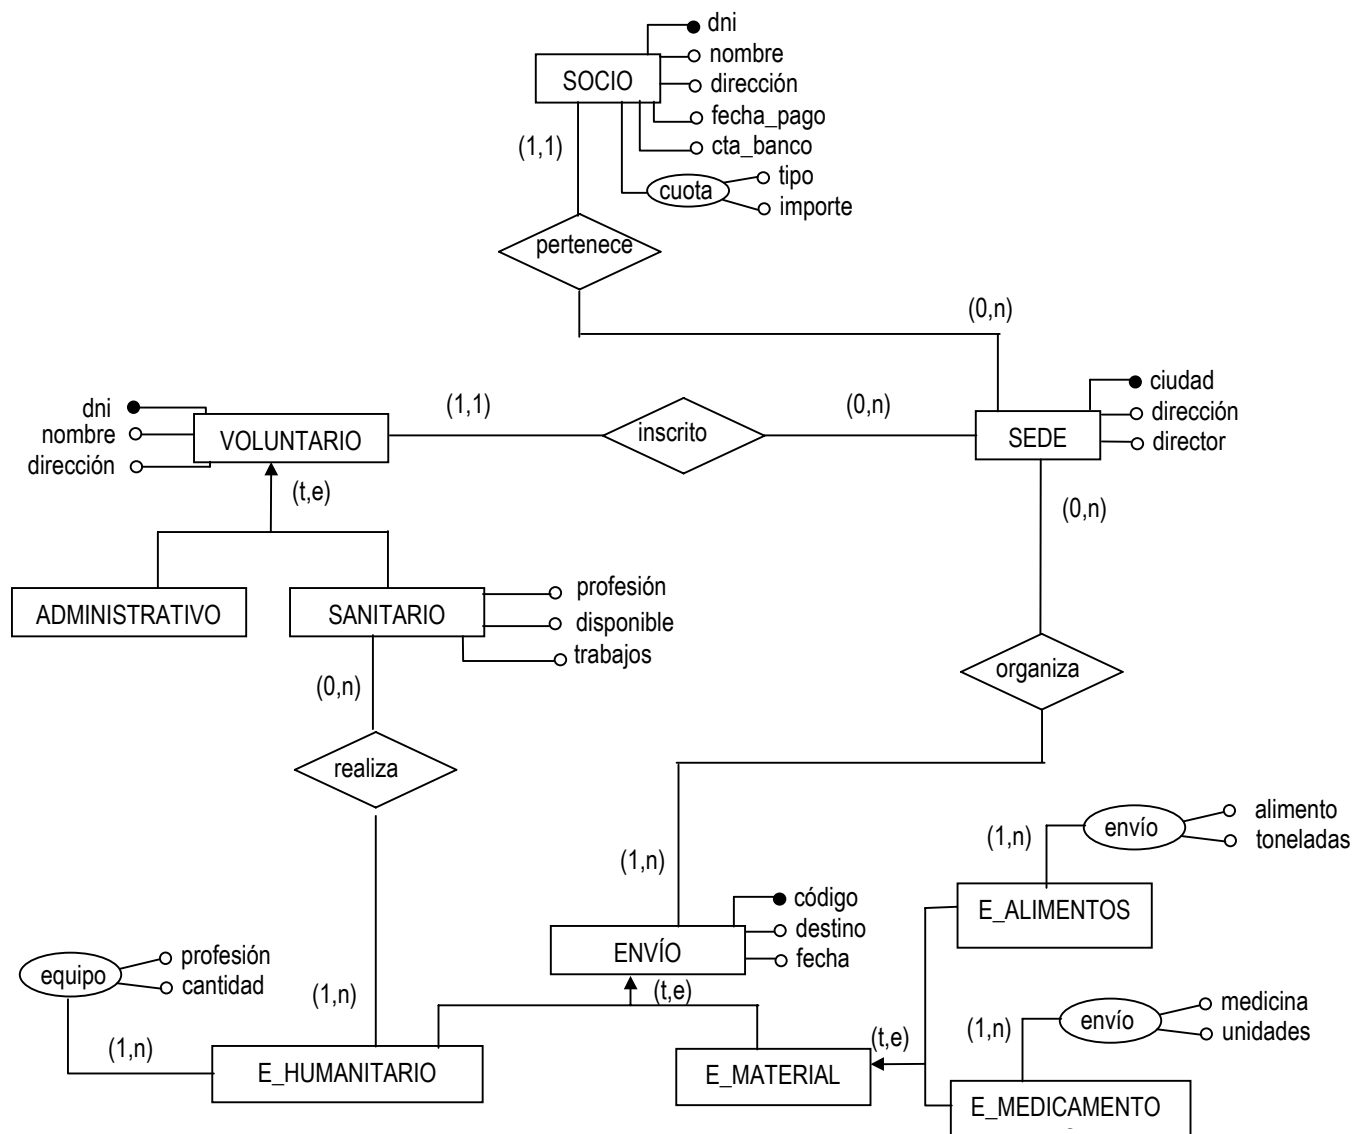 dni
nombre
SOCIO
dirección
fecha_pago
(1,1)
cta_banco
tipo
cuota
importe
pertenece
(0,n)
ciudad
dni
(1,1)
(0,n)
dirección
nombre
VOLUNTARIO
inscrito
SEDE
director
dirección
(t,e)
(0,n)
profesión
ADMINISTRATIVO
SANITARIO
disponible
trabajos
(0,n)
organiza
realiza
alimento
envío
(1,n)
toneladas
(1,n)
código
E_ALIMENTOS
destino
ENVÍO
fecha
profesión
equipo
cantidad
(1,n)
(t,e)
medicina
envío
(1,n)
unidades
(1,n)
(t,e)
E_HUMANITARIO
E_MATERIAL
E_MEDICAMENTO